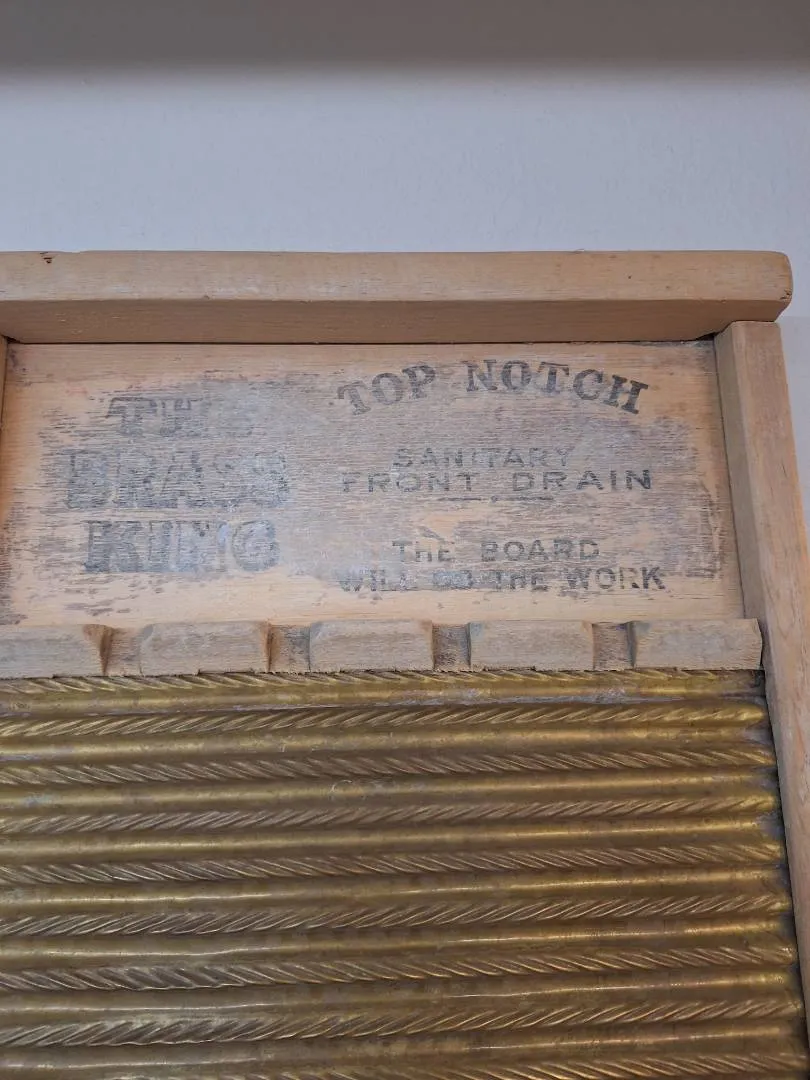 THE
BRASS
KING
TOP NOTCH
SANITARY
FRONT DRAIN
THE BOARD
WILL DO THE WORK